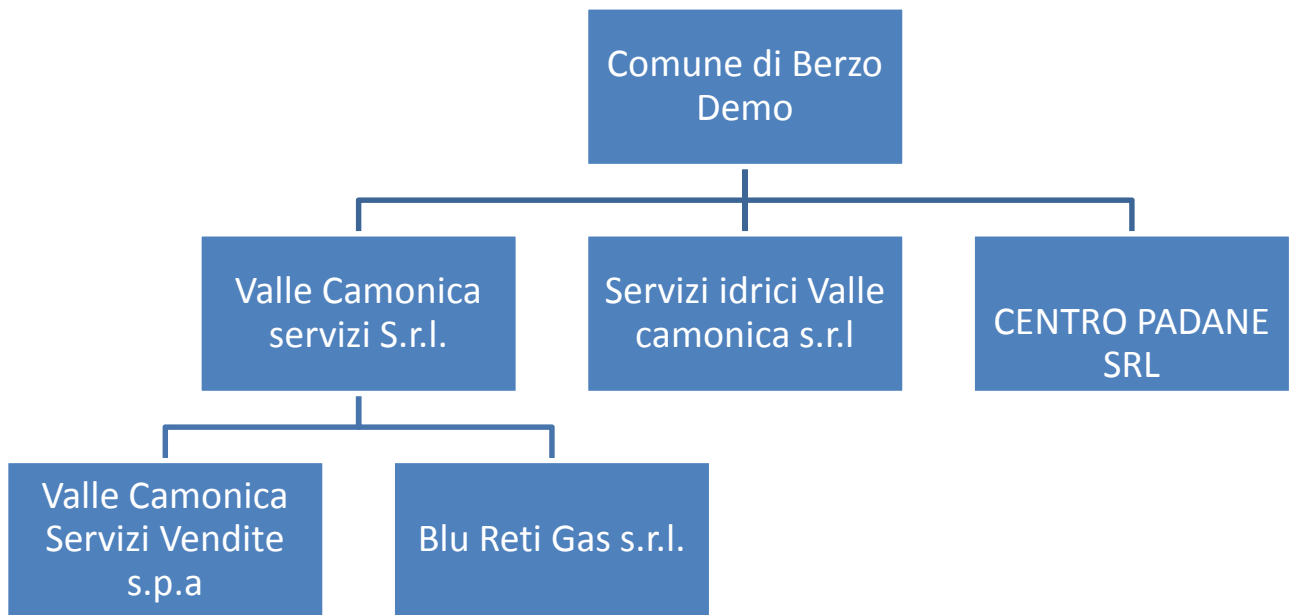 Comune di Berzo
Demo
Valle Camonica
servizi S.r.l.
Servizi idrici Valle
camonica s.r.l
CENTRO PADANE
SRL
Valle Camonica
Servizi Vendite
s.p.a
Blu Reti Gas s.r.l.